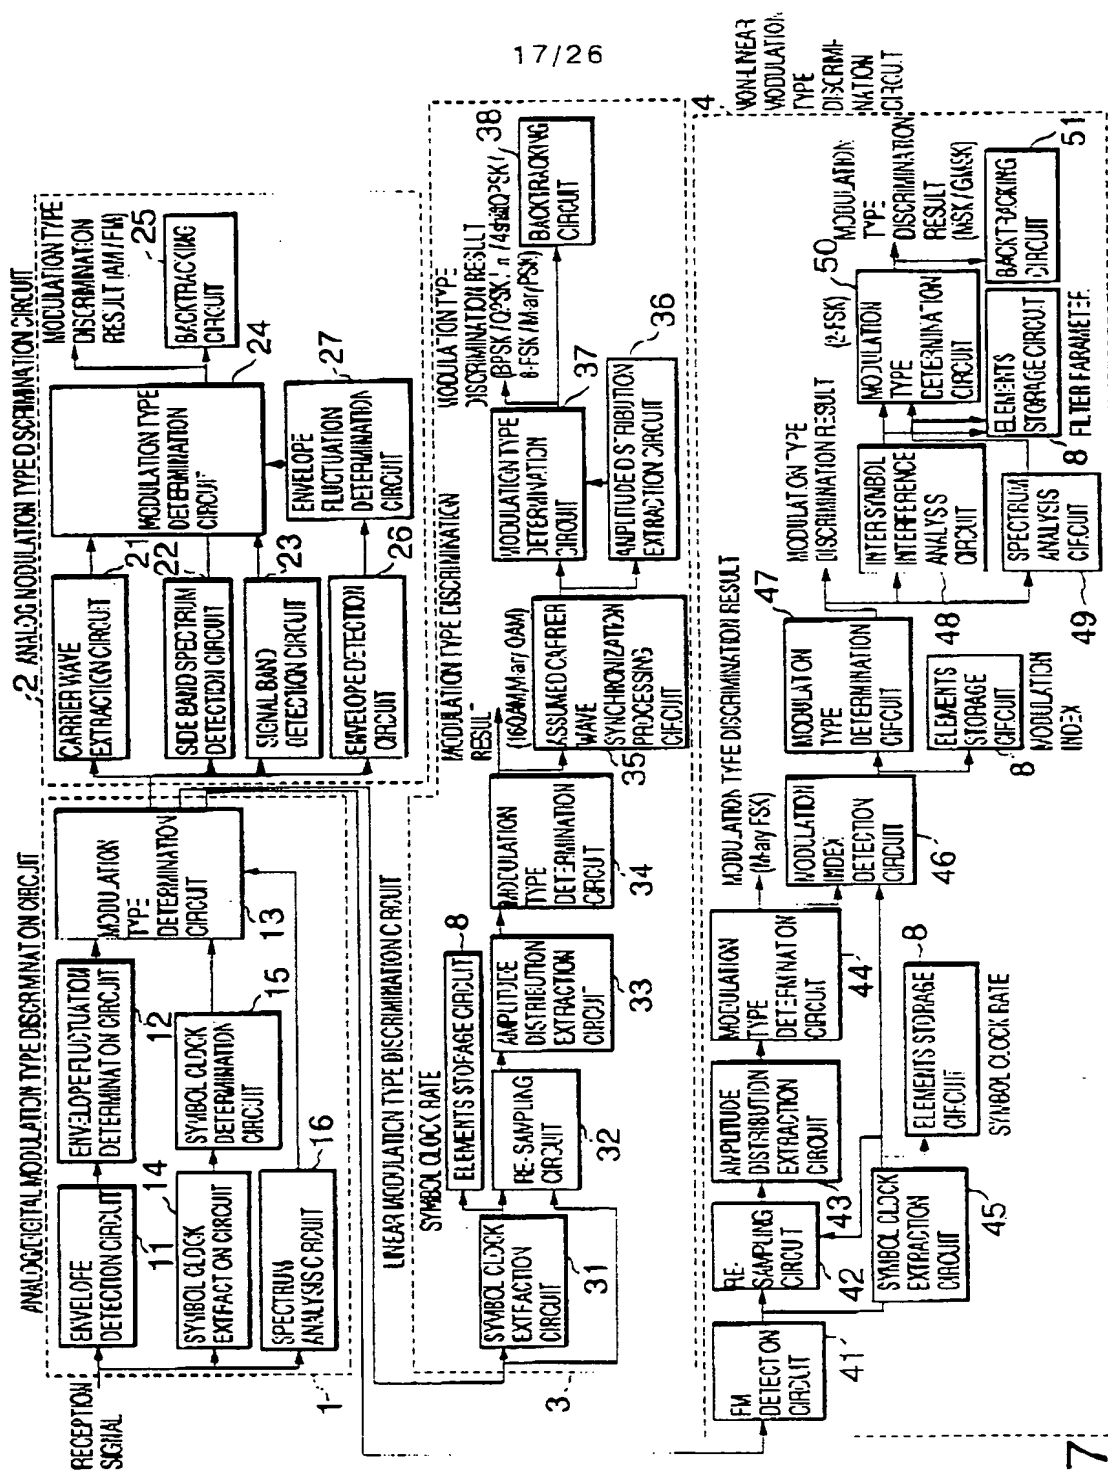 17/26
ANALOG/DIGITAL MODULATION TYPE DISCRIMINATION CIRCUIT
RECEPTION
SIGNAL
1
ENVELOPE
DETECTION CIRCUIT
11
ENVELOPE FLUCTUATION
DETERMINATION CIRCUIT
12
MODULATION
TYPE
DETERMINATION
CIRCUIT
13
SYMBOL CLOCK
EXTRACTION CIRCUIT
14
SYMBOL CLOCK
DETERMINATION
CIRCUIT
15
SPECTRUM
ANALYSIS CIRCUIT
16
2
ANALOG MODULATION TYPE DISCRIMINATION CIRCUIT
CARRIER WAVE
EXTRACTION CIRCUIT
21
SIDE BAND SPECTRUM
DETECTION CIRCUIT
22
SIGNAL BAND
DETECTION CIRCUIT
23
ENVELOPE DETECTION
CIRCUIT
26
MODULATION TYPE
DETERMINATION
CIRCUIT
24
ENVELOPE
FLUCTUATION
DETERMINATION
CIRCUIT
27
MODULATION TYPE
DISCRIMINATION
RESULT (AM/FM)
BACKTRACKING
CIRCUIT
25
LINEAR MODULATION TYPE DISCRIMINATION CIRCUIT
3
SYMBOL CLOCK RATE
SYMBOL CLOCK
EXTRACTION
CIRCUIT
31
ELEMENTS STORAGE CIRCUIT
8
RE-SAMPLING
CIRCUIT
32
AMPLITUDE
DISTRIBUTION
EXTRACTION
CIRCUIT
33
MODULATION
TYPE
DETERMINATION
CIRCUIT
34
MODULATION TYPE DISCRIMINATION
RESULT
(16QAM/M-ary QAM)
ASSUMED CARRIER
WAVE
SYNCHRONIZATION
PROCESSING
CIRCUIT
35
MODULATION TYPE
DETERMINATION
CIRCUIT
37
AMPLITUDE DISTRIBUTION
EXTRACTION CIRCUIT
36
MODULATION TYPE
DISCRIMINATION RESULT
BACKTRACKING
CIRCUIT
38
4
NON-LINEAR
MODULATION
TYPE
DISCRIMI-
NATION
CIRCUIT
FM
DETECTION
CIRCUIT
41
RE-
SAMPLING
CIRCUIT
42
AMPLITUDE
DISTRIBUTION
EXTRACTION
CIRCUIT
43
MODULATION
TYPE
DETERMINATION
CIRCUIT
44
MODULATION TYPE DISCRIMINATION RESULT
(M-ary FSK)
SYMBOL CLOCK
EXTRACTION
CIRCUIT
45
ELEMENTS STORAGE
CIRCUIT
8
SYMBOL CLOCK RATE
MODULATION
INDEX
DETECTION
CIRCUIT
46
MODULATION
TYPE
DETERMINATION
CIRCUIT
47
ELEMENTS
STORAGE
CIRCUIT
8
MODULATION
INDEX
MODULATION TYPE
DISCRIMINATION RESULT
(2-FSK)
INTERSYMBOL
INTERFERENCE
ANALYSIS
CIRCUIT
48
SPECTRUM
ANALYSIS
CIRCUIT
49
MODULATION
TYPE
DETERMINATION
CIRCUIT
50
ELEMENTS
STORAGE CIRCUIT
8
FILTER PARAMETER
MODULATION
TYPE
DISCRIMINATION
RESULT
(MSK/GMSK)
BACKTRACKING
CIRCUIT
51
7